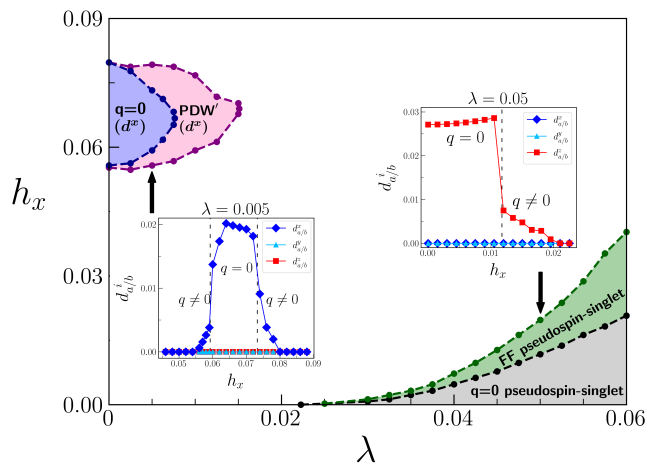 0.09
0.06
0.03
0.00
h_x
0
0.02
0.04
0.06
λ
q=0
(d^x)
PDW′
(d^x)
λ = 0.05
0.03
0.02
0.01
0.00
d^i_{a/b}
d^x_{a/b}
d^y_{a/b}
d^z_{a/b}
q = 0
q ≠ 0
0.00
0.01
0.02
h_x
λ = 0.005
0.02
0.01
0.00
d^i_{a/b}
d^x_{a/b}
d^y_{a/b}
d^z_{a/b}
q = 0
q ≠ 0
q ≠ 0
0.05
0.06
0.07
0.08
0.09
h_x
FF pseudospin-singlet
q=0 pseudospin-singlet